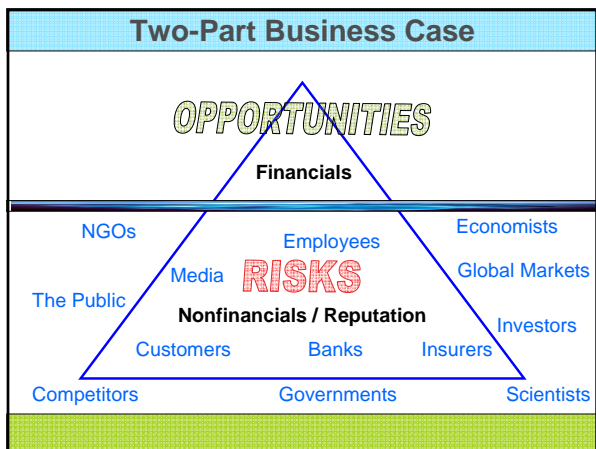 Two-Part Business Case
OPPORTUNITIES
Financials
NGOs
Employees
Economists
Media
RISKS
Global Markets
The Public
Nonfinancials / Reputation
Investors
Customers
Banks
Insurers
Competitors
Governments
Scientists